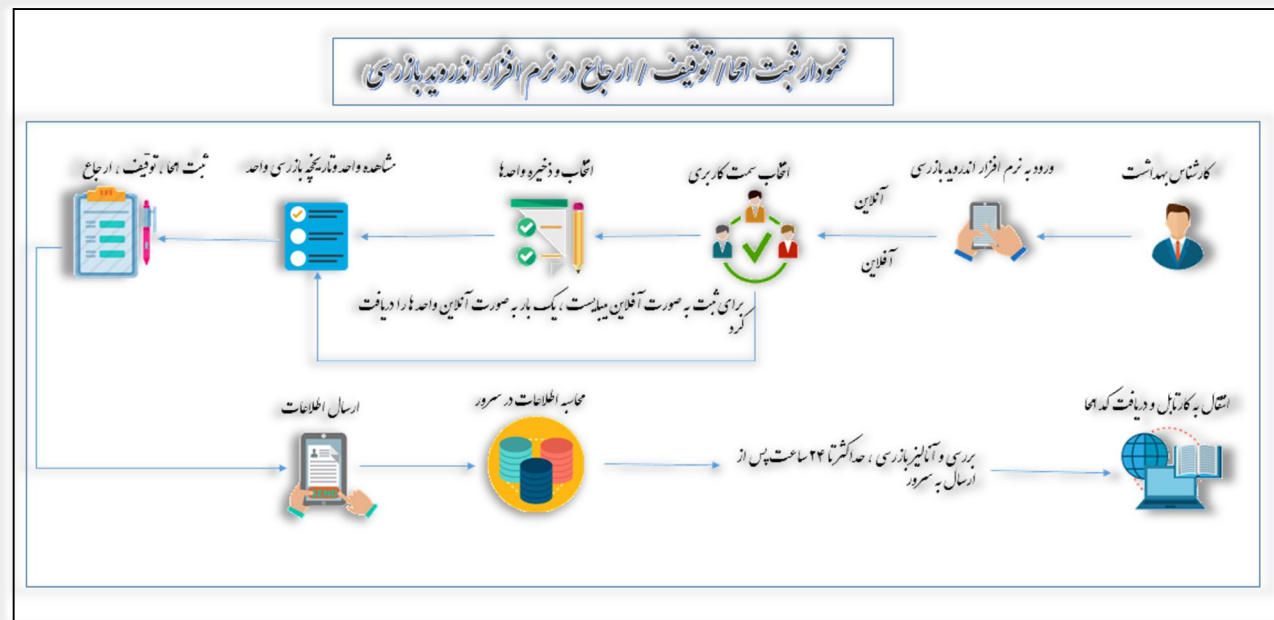 نمودار ثبت امحا/ توقیف / ارجاع در نرم افزار اندروید بازرسی
کارشناس بهداشت
ورود به نرم افزار اندروید بازرسی
آنلاین
آفلاین
انتخاب سمت کاربری
انتخاب و ذخیره واحدها
مشاهده واحد وتاریخچه بازرسی واحد
ثبت امحا ، توقیف ، ارجاع
برای ثبت به صورت آفلاین میبایست ، یک بار به صورت آنلاین واحد ها را دریافت
کرد
ارسال اطلاعات
SEND
محاسبه اطلاعات در سرور
بررسی و آنالیز بازرسی ، حداکثر تا ۲۴ ساعت پس از
ارسال به سرور
انتقال به کارتابل و دریافت کد امحا